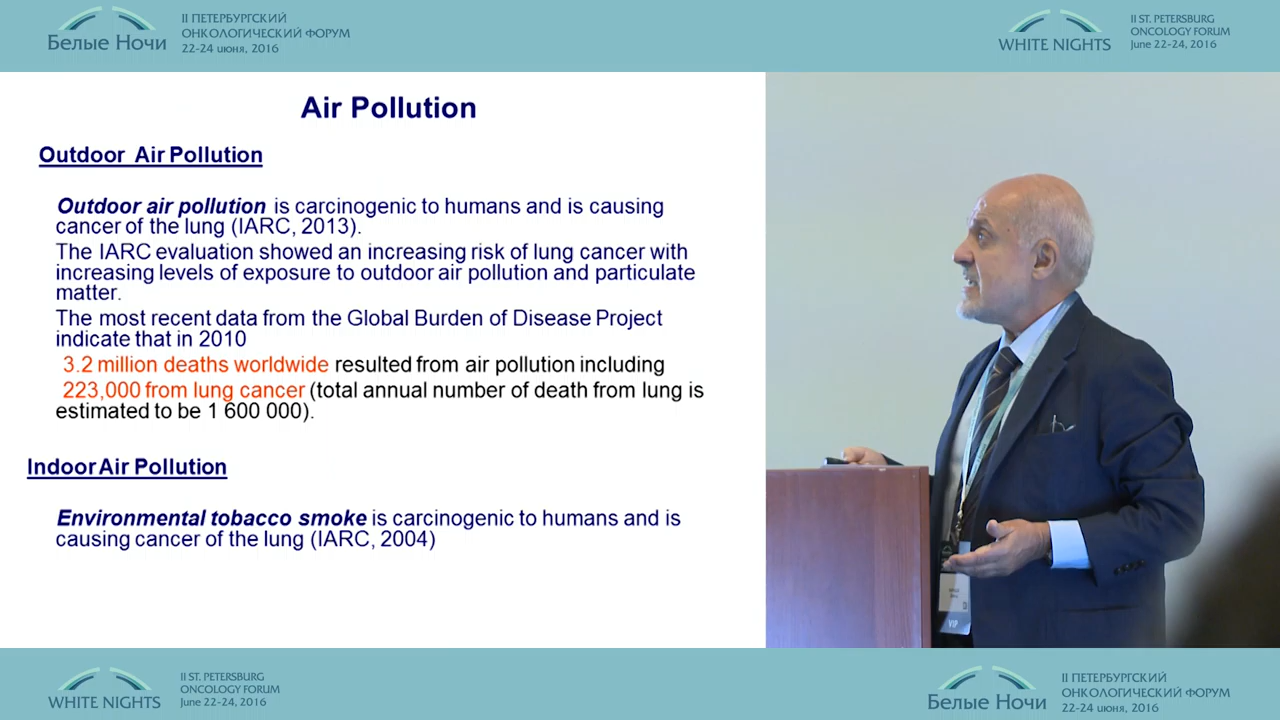 Белые Ночи
II ПЕТЕРБУРГСКИЙ
ОНКОЛОГИЧЕСКИЙ ФОРУМ
22-24 июня, 2016
WHITE NIGHTS
II ST. PETERSBURG
ONCOLOGY FORUM
June 22-24, 2016
Air Pollution
Outdoor Air Pollution
Outdoor air pollution is carcinogenic to humans and is causing
cancer of the lung (IARC, 2013).
The IARC evaluation showed an increasing risk of lung cancer with
increasing levels of exposure to outdoor air pollution and particulate
matter.
The most recent data from the Global Burden of Disease Project
indicate that in 2010
3.2 million deaths worldwide resulted from air pollution including
223,000 from lung cancer (total annual number of death from lung is
estimated to be 1 600 000).
Indoor Air Pollution
Environmental tobacco smoke is carcinogenic to humans and is
causing cancer of the lung (IARC, 2004)
VIP
WHITE NIGHTS
II ST. PETERSBURG
ONCOLOGY FORUM
June 22-24, 2016
Белые Ночи
II ПЕТЕРБУРГСКИЙ
ОНКОЛОГИЧЕСКИЙ ФОРУМ
22-24 июня, 2016